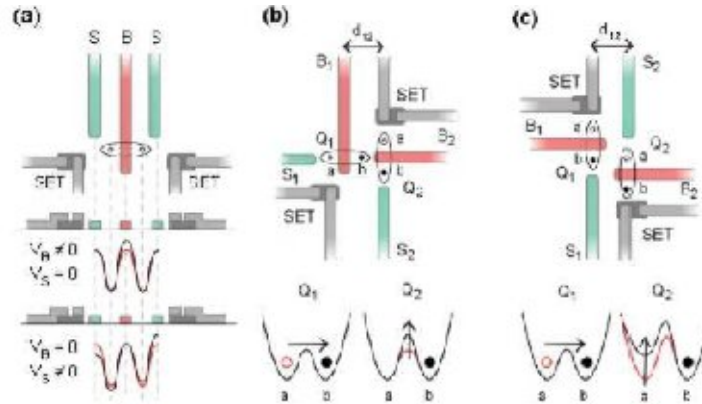 (a)
S B S
SET SET
V_B ≠ 0
V_S = 0
V_B = 0
V_S ≠ 0
(b)
d_12
B_1
SET
Q_1 a B_2
a b b
S_1 Q_2
SET
S_2
Q_1 Q_2
a b a b
(c)
d_12
S_2
SET
B_1 a Q_2
b a
Q_1 b B_2
SET
S_1
Q_1 Q_2
a b a b